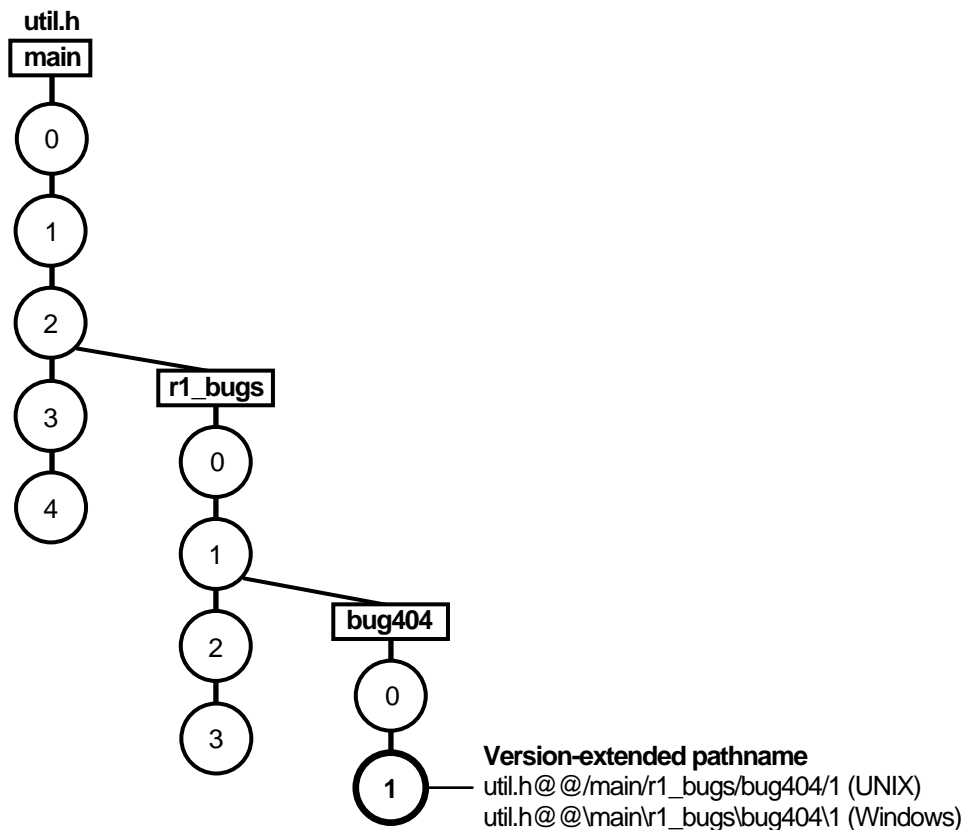 util.h
main
0
1
2
3
4
r1_bugs
0
1
2
3
bug404
0
1
Version-extended pathname
util.h@@/main/r1_bugs/bug404/1 (UNIX)
util.h@@\main\r1_bugs\bug404\1 (Windows)